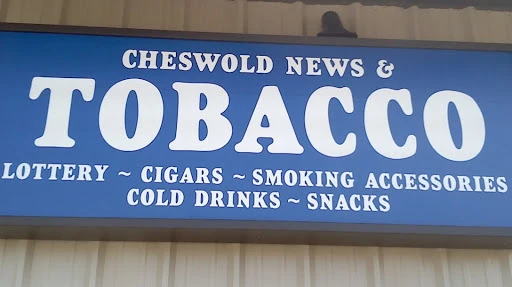 CHESWOLD NEWS &
TOBACCO
LOTTERY ~ CIGARS ~ SMOKING ACCESSORIES
COLD DRINKS ~ SNACKS